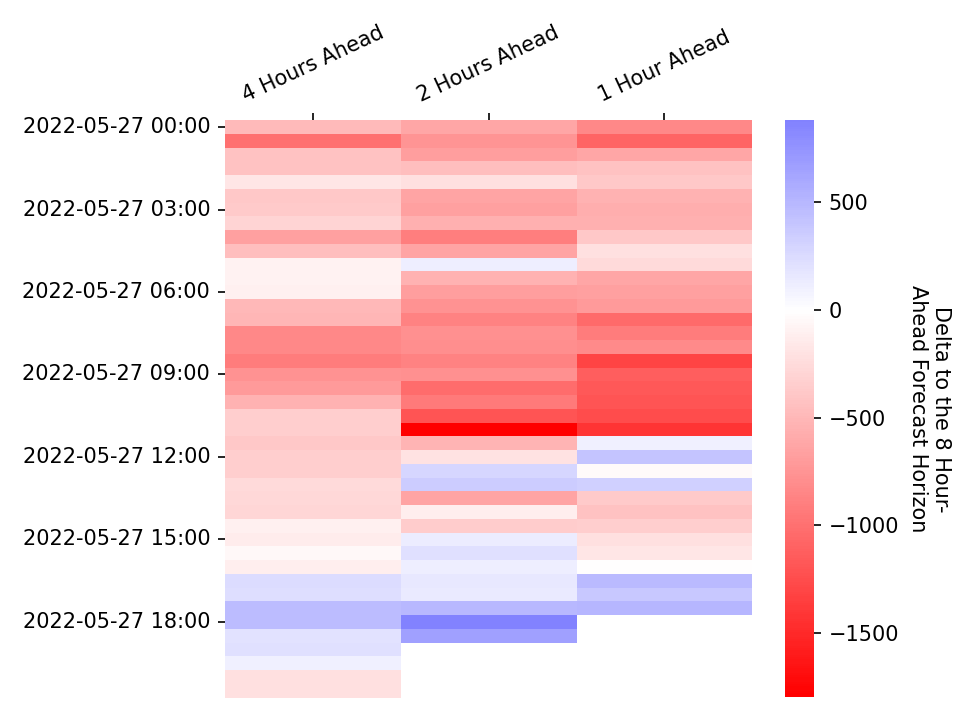 4 Hours Ahead
2 Hours Ahead
1 Hour Ahead
2022-05-27 00:00
2022-05-27 03:00
2022-05-27 06:00
2022-05-27 09:00
2022-05-27 12:00
2022-05-27 15:00
2022-05-27 18:00
500
0
−500
−1000
−1500
Delta to the 8 Hour-
Ahead Forecast Horizon